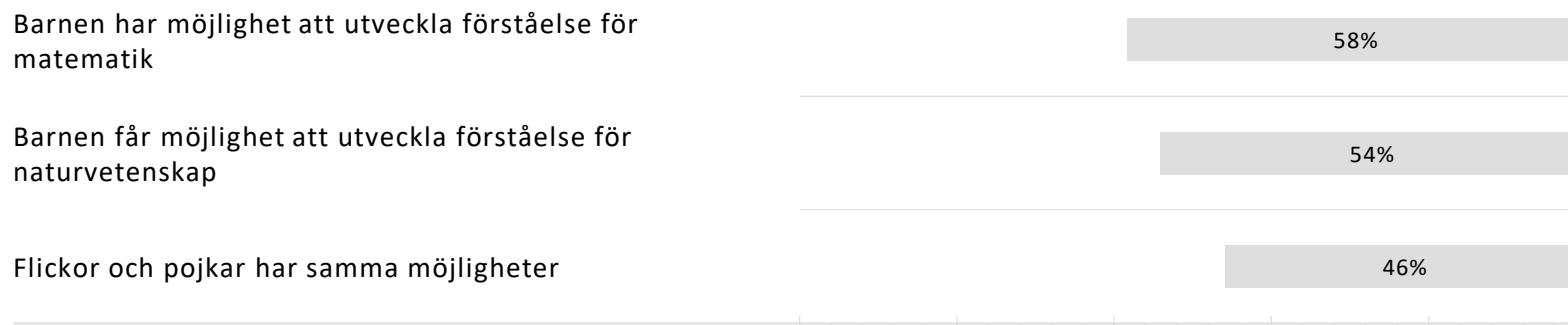 Barnen har möjlighet att utveckla förståelse för
matematik
58%
Barnen får möjlighet att utveckla förståelse för
naturvetenskap
54%
Flickor och pojkar har samma möjligheter
46%